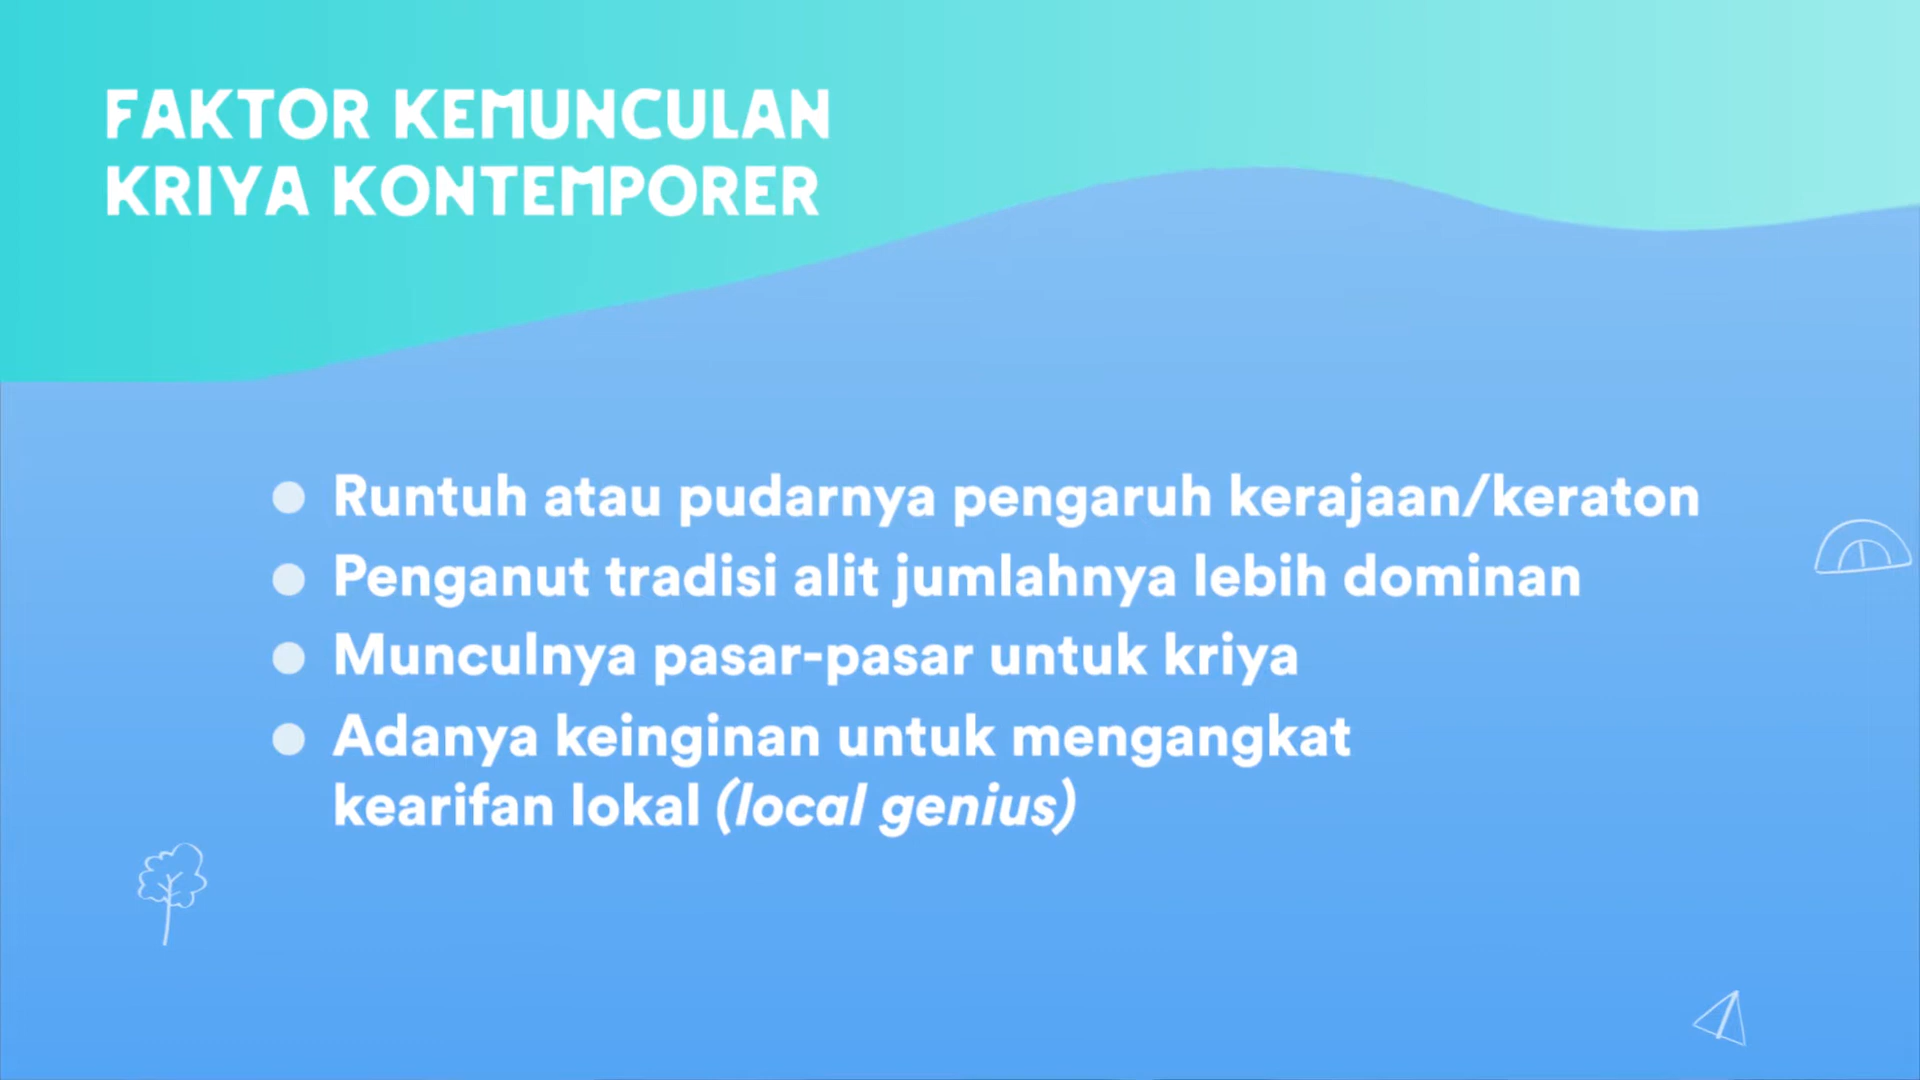 FAKTOR KEMUNCULAN
KRIYA KONTEMPORER
Runtuh atau pudarnya pengaruh kerajaan/keraton
Penganut tradisi alit jumlahnya lebih dominan
Munculnya pasar-pasar untuk kriya
Adanya keinginan untuk mengangkat
kearifan lokal (local genius)